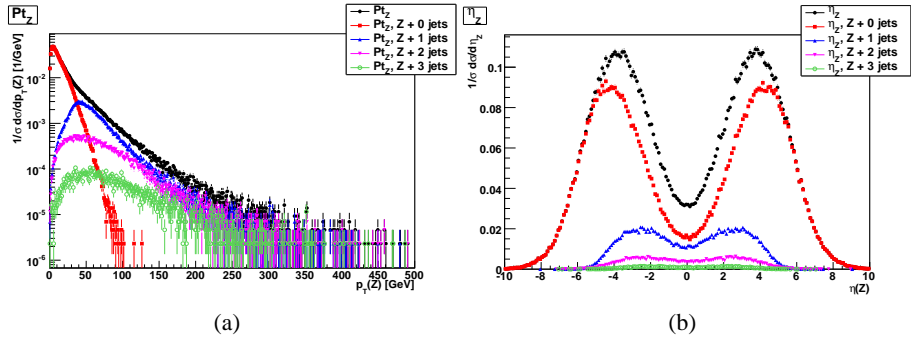 Pt_Z
Pt_Z
Pt_Z, Z + 0 jets
Pt_Z, Z + 1 jets
Pt_Z, Z + 2 jets
Pt_Z, Z + 3 jets
1/σ dσ/dp_T(Z) [1/GeV]
10^-2
10^-3
10^-4
10^-5
10^-6
0 50 100 150 200 250 300 350 400 450 500
p_T(Z) [GeV]
(a)
η_Z
η_Z
η_Z, Z + 0 jets
η_Z, Z + 1 jets
η_Z, Z + 2 jets
η_Z, Z + 3 jets
1/σ dσ/dη_Z
0.1
0.08
0.06
0.04
0.02
0
-10 -8 -6 -4 -2 0 2 4 6 8 10
η(Z)
(b)